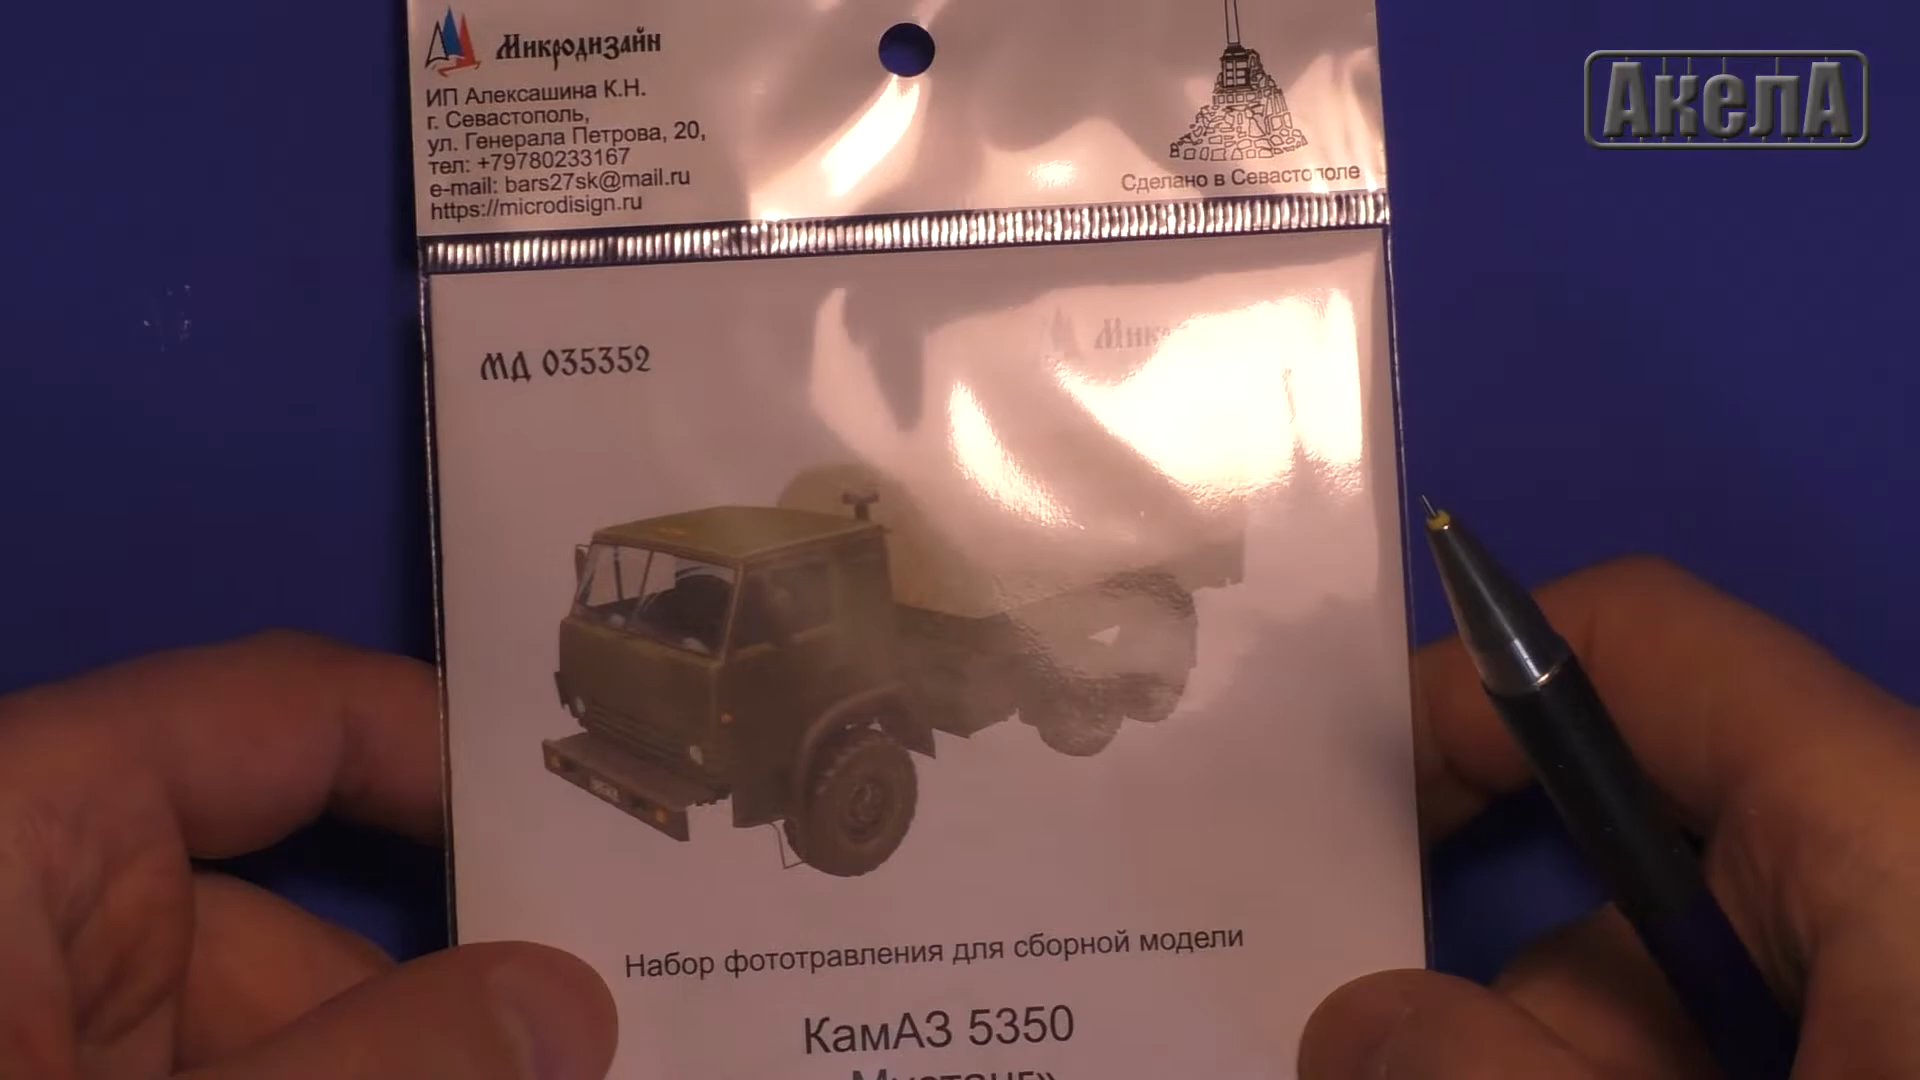 Микродизайн
ИП Алексашина К.Н.
г. Севастополь,
ул. Генерала Петрова, 20,
тел: +79780233167
e-mail: bars27sk@mail.ru
https://microdisign.ru
Сделано в Севастополе
АкелА
МД 035352
Набор фототравления для сборной модели
КамАЗ 5350
Мустанг»